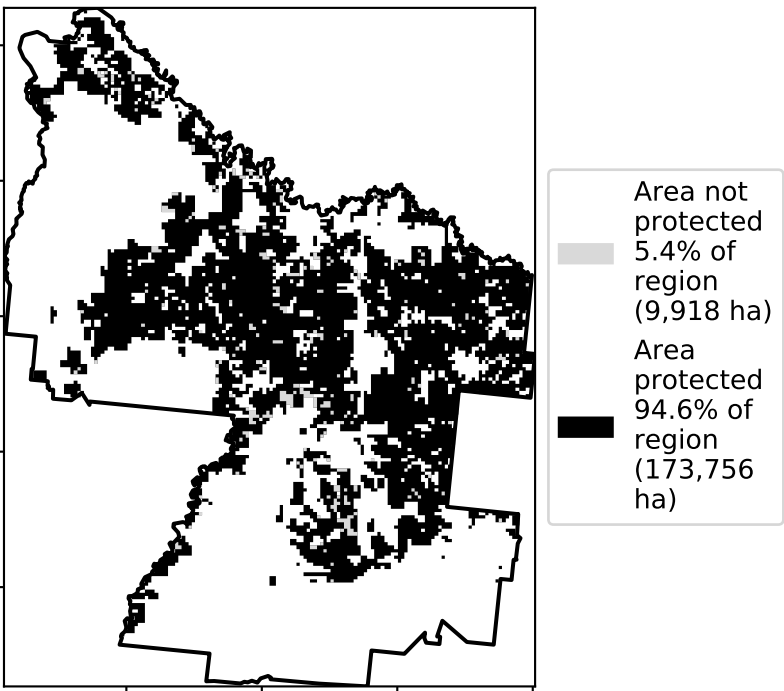 Area not
protected
5.4% of
region
(9,918 ha)
Area
protected
94.6% of
region
(173,756
ha)